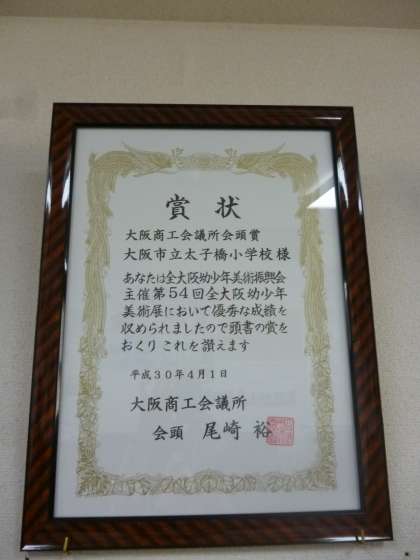 賞状
大阪商工会議所会頭賞
大阪市立太子橋小学校 様
あなたは全大阪幼少年美術振興会
主催第54回全大阪幼少年
美術展において優秀な成績を
収められましたので頭書の賞を
おくり これを讃えます
平成30年4月1日
大阪商工会議所
会頭 尾崎 裕